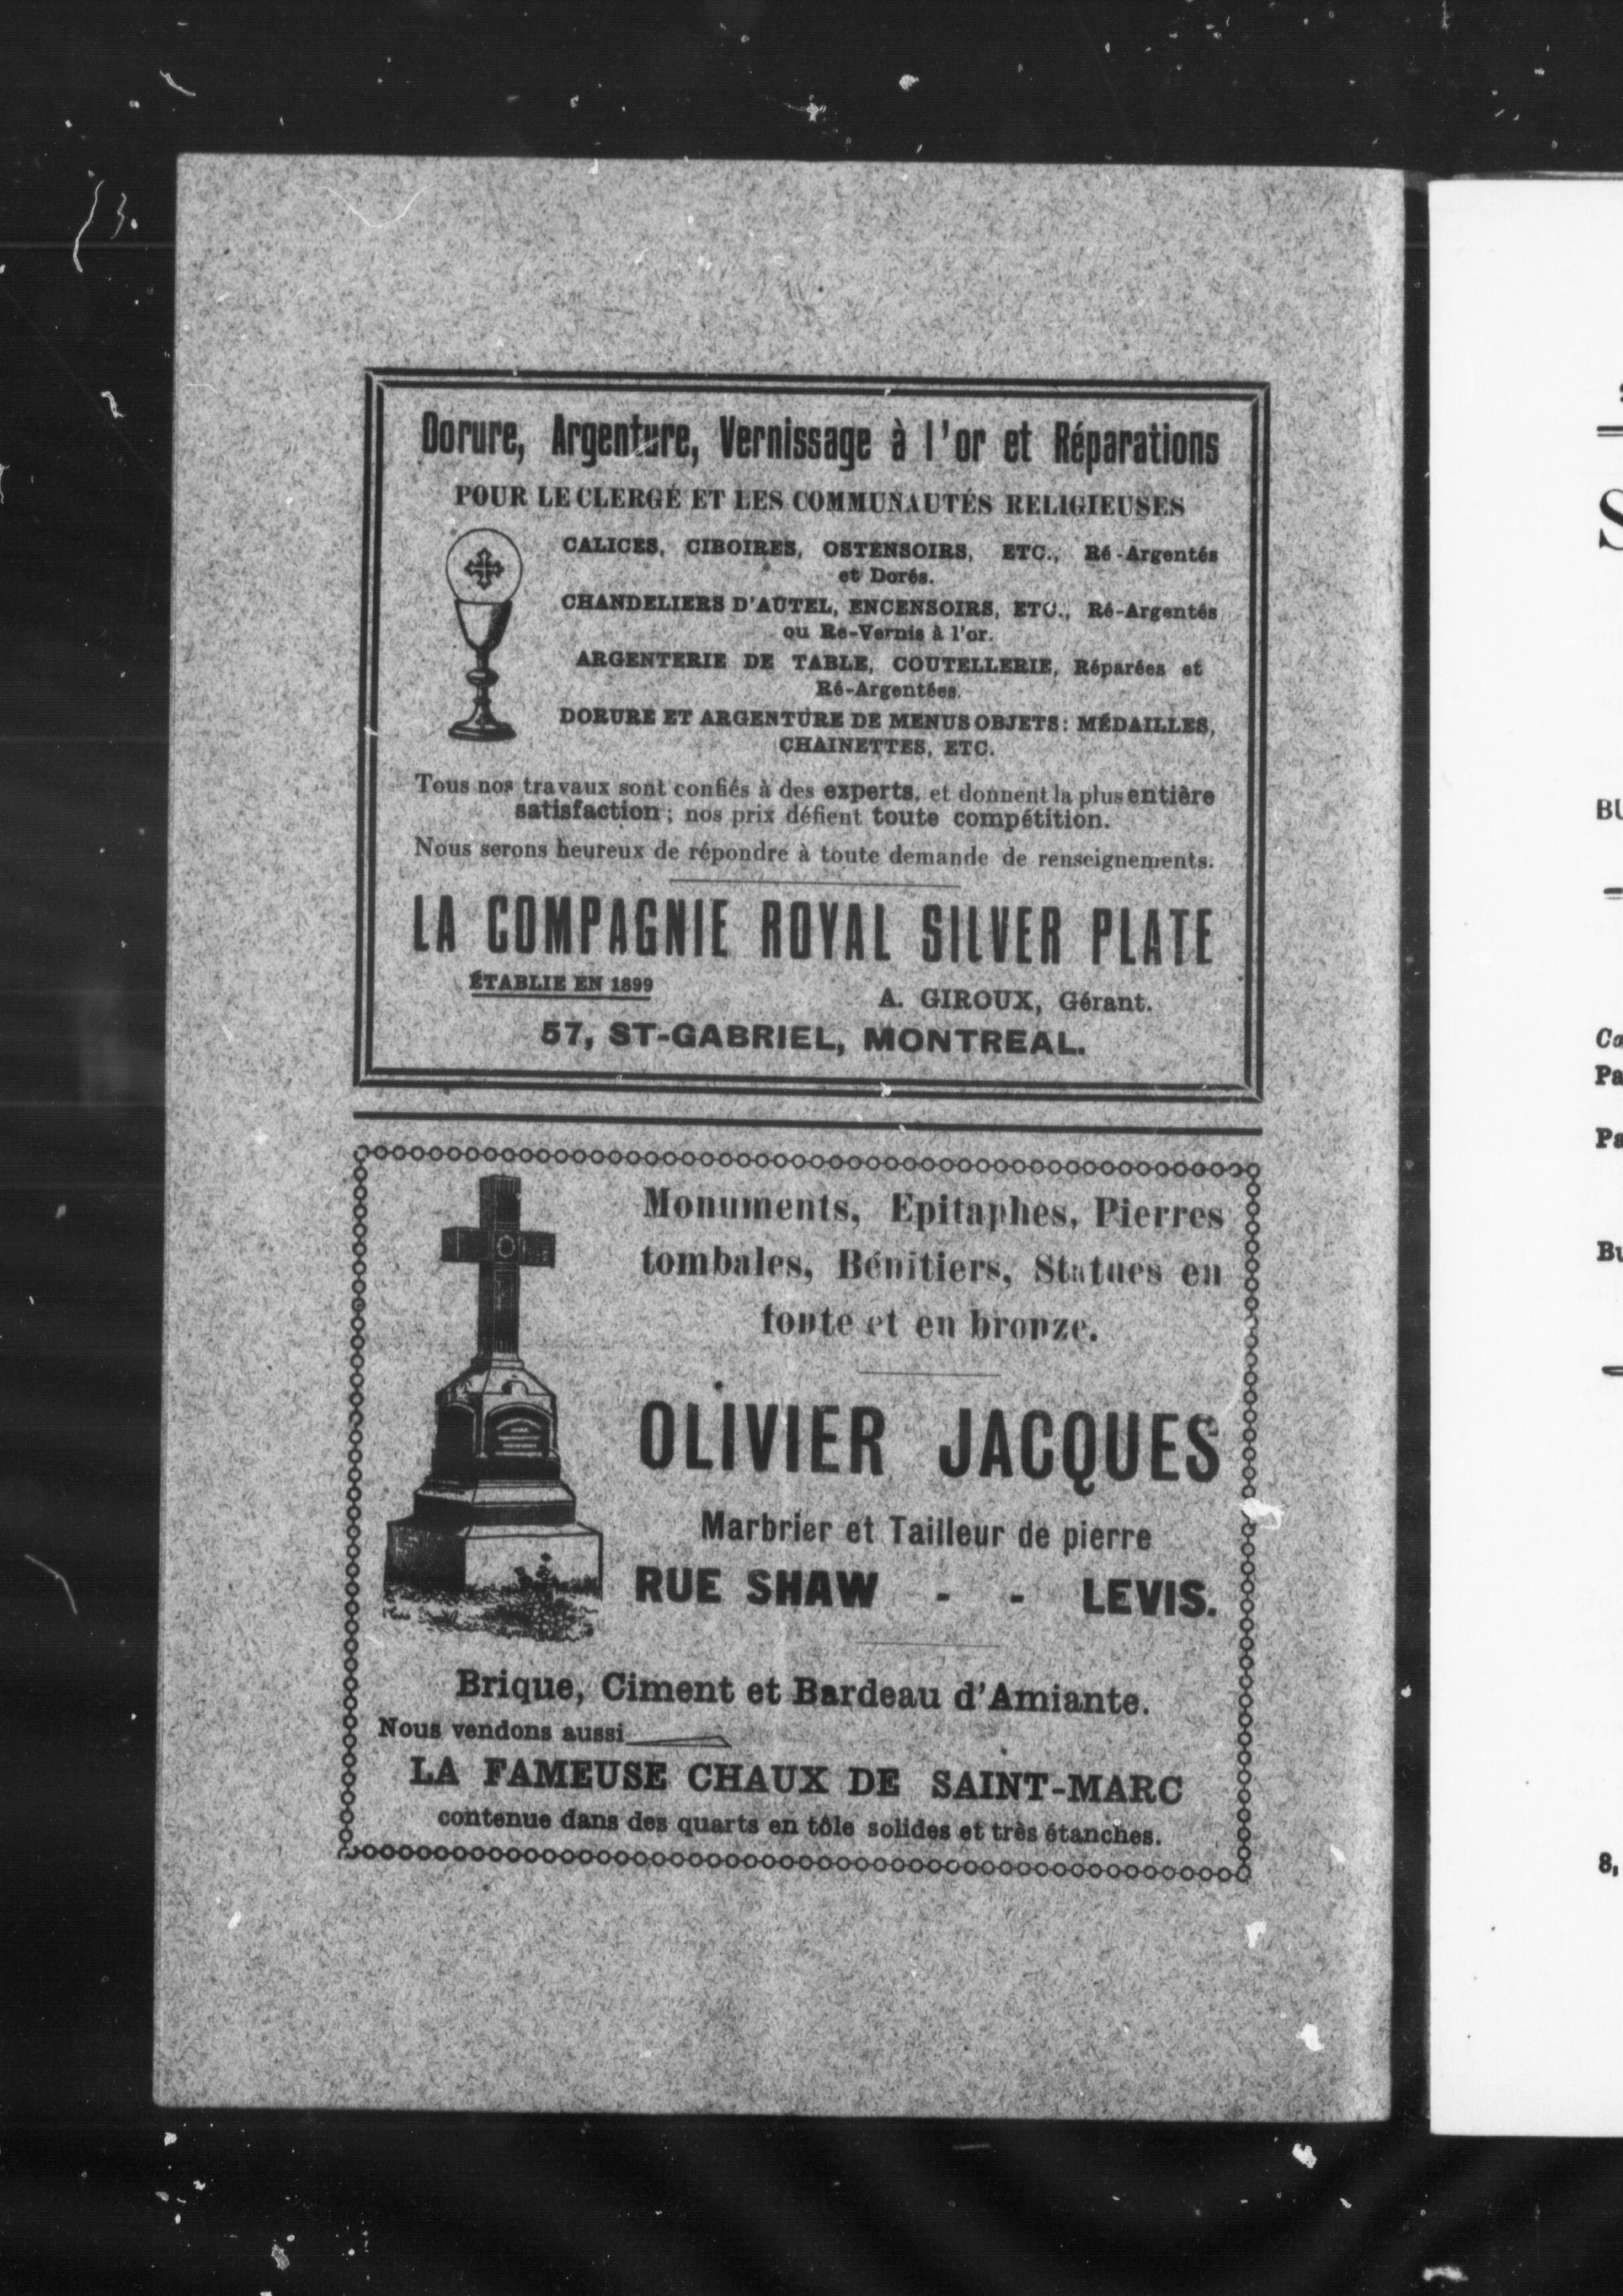 Dorure, Argenture, Vernissage à l'or et Réparations
POUR LE CLERGÉ ET LES COMMUNAUTÉS RELIGIEUSES
CALICES, CIBOIRES, OSTENSOIRS, ETC., Ré-Argentés
et Dorés.
CHANDELIERS D'AUTEL, ENCENSOIRS, ETC., Ré-Argentés
ou Re-Vernis à l'or.
ARGENTERIE DE TABLE, COUTELLERIE, Réparées et
Ré-Argentées.
DORURE ET ARGENTURE DE MENUS OBJETS: MÉDAILLES,
CHAINETTES, ETC.
Tous nos travaux sont confiés à des experts, et donnent la plus entière
satisfaction; nos prix défient toute compétition.
Nous serons heureux de répondre à toute demande de renseignements.
LA COMPAGNIE ROYAL SILVER PLATE
ÉTABLIE EN 1899
A. GIROUX, Gérant.
57, ST-GABRIEL, MONTREAL.
Monuments, Epitaphes, Pierres
tombales, Bénitiers, Statues en
fonte et en bronze.
OLIVIER JACQUES
Marbrier et Tailleur de pierre
RUE SHAW - - LEVIS.
Brique, Ciment et Bardeau d'Amiante.
Nous vendons aussi
LA FAMEUSE CHAUX DE SAINT-MARC
contenue dans des quarts en tôle solides et très étanches.
S
BU
Pa
Pa
Bu
8,